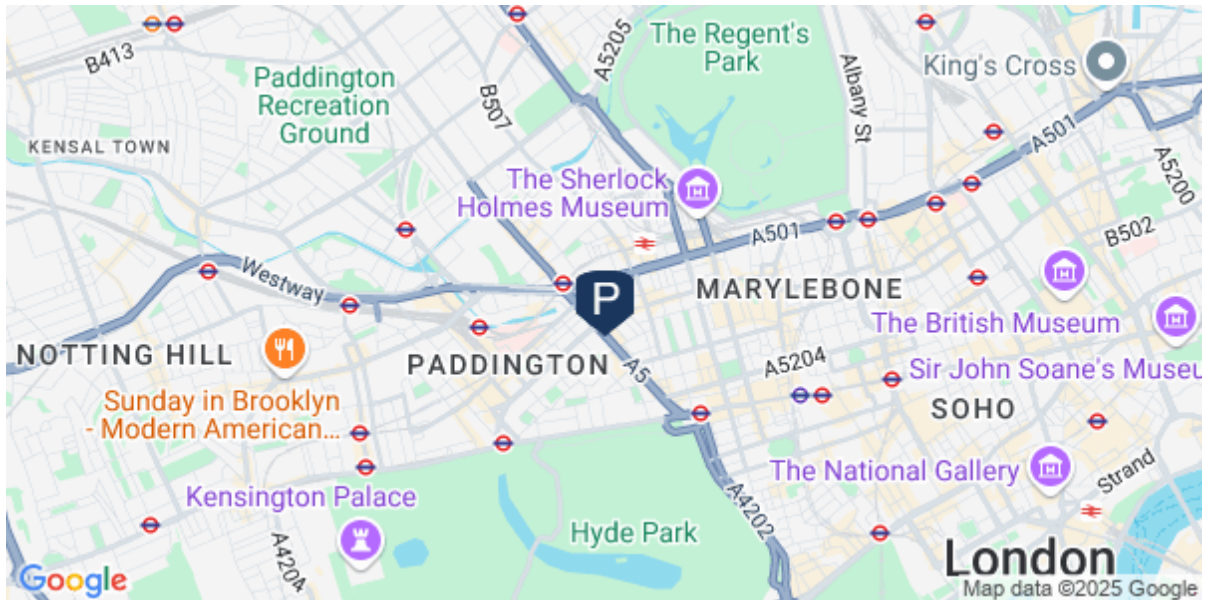 B413
A5205
The Regent's
Park
King's Cross
Albany St
Paddington
Recreation
Ground
B507
KENSAL TOWN
A501
A5200
The Sherlock
Holmes Museum
A501
B502
Westway
P
MARYLEBONE
The British Museum
NOTTING HILL
PADDINGTON
A5
A5204
Sir John Soane's Museu
Sunday in Brooklyn
- Modern American...
SOHO
The National Gallery
Strand
Kensington Palace
A4202
Hyde Park
A4204
London
Google
Map data ©2025 Google